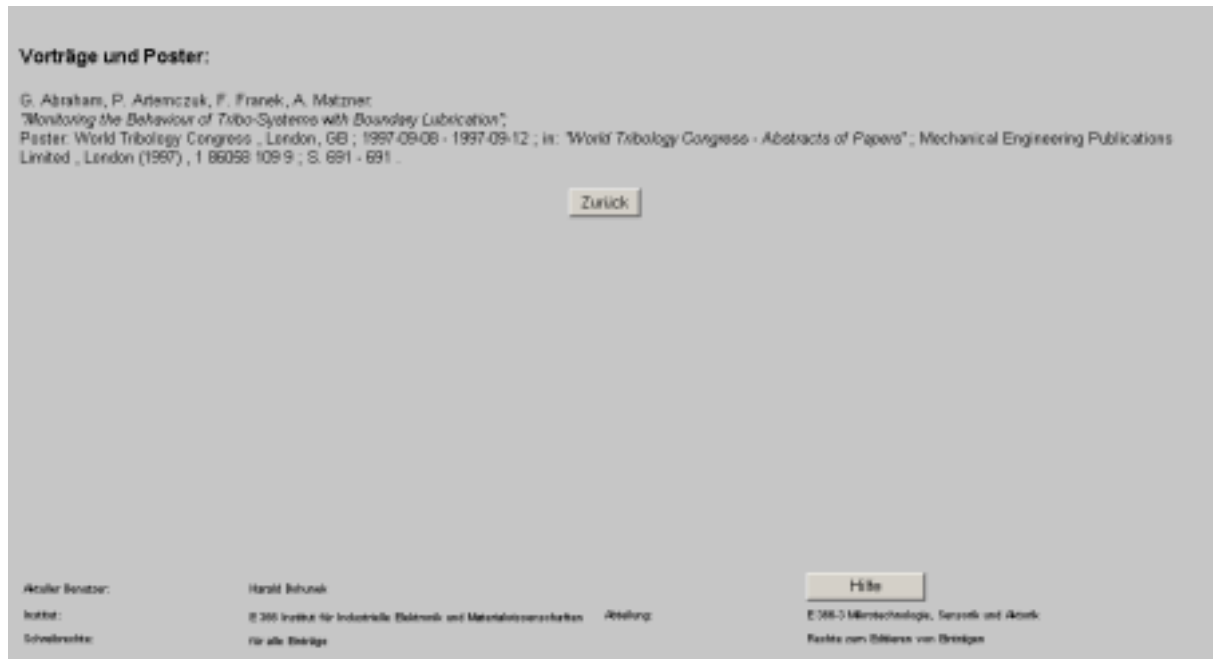 Vorträge und Poster:
G. Abraham, P. Artemczuk, F. Franek, A. Matzner:
"Monitoring the Behaviour of Tribo-Systems with Boundary Lubrication";
Poster: World Tribology Congress , London, GB ; 1997-09-08 - 1997-09-12 ; in: "World Tribology Congress - Abstracts of Papers" ; Mechanical Engineering Publications
Limited , London (1997) , 1 86058 109 9 ; S. 691 - 691 .
Zurück
Aktueller Benutzer: Harald Hilfe
Institut: E 366 Institut für Industrielle Elektronik und Materialwissenschaften Abteilung: E 366-3 Mikrotechnologie, Sensorik und Aktorik
Schreibrechte: für alle Einträge Rechte zum Editieren von Einträgen